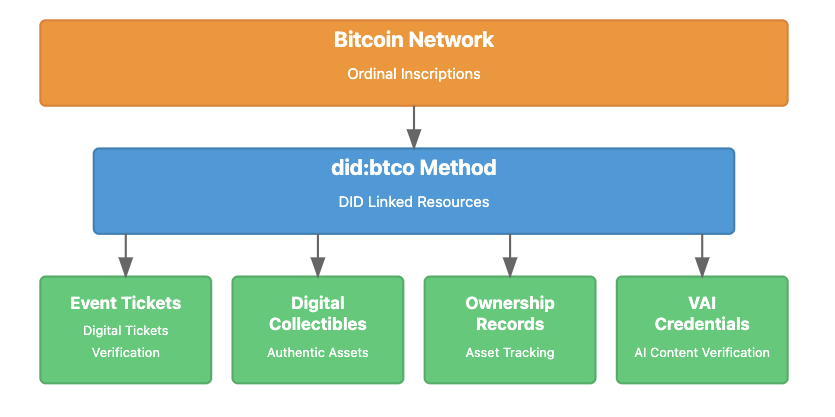 Bitcoin Network
Ordinal Inscriptions
did:btco Method
DID Linked Resources
Event Tickets
Digital Tickets
Verification
Digital
Collectibles
Authentic Assets
Ownership
Records
Asset Tracking
VAI
Credentials
AI Content Verification